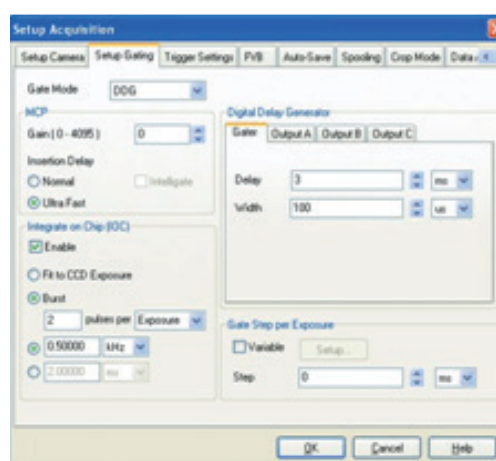 Setup Acquisition
Setup Camera Setup Gating Trigger Settings FVB Auto-Save Spooling Crop Mode Data
Gate Mode DDG
MCP
Gain ( 0 - 4095 ) 0
Insertion Delay
Normal Intelligate
Ultra Fast
Integrate on Chip (IOC)
Enable
Fit to CCD Exposure
Burst
2 pulses per Exposure
0.50000 kHz
2.00000 ms
Digital Delay Generator
Gater Output A Output B Output C
Delay 3 ms
Width 100 us
Gate Step per Exposure
Variable Setup...
Step 0 ms
OK Cancel Help